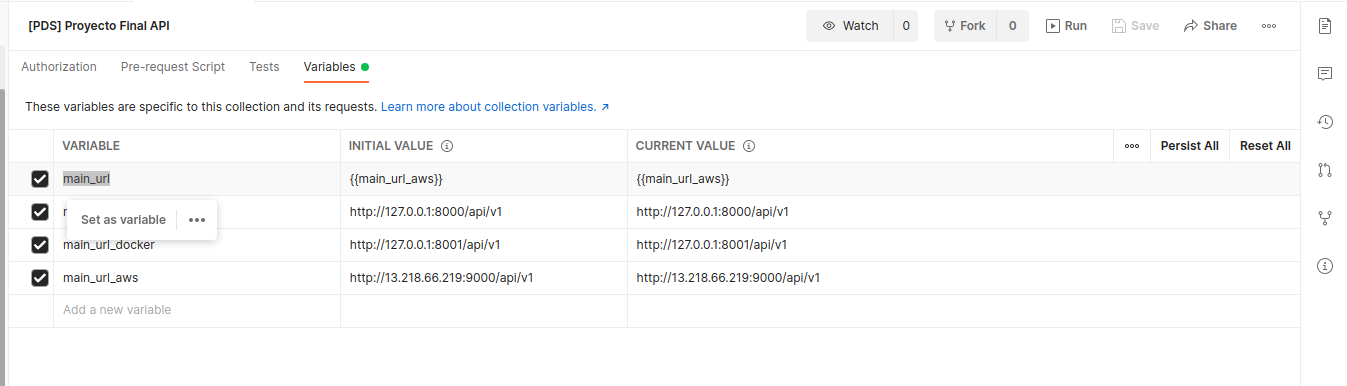 [PDS] Proyecto Final API
Watch 0
Fork 0
Run
Save
Share
Authorization
Pre-request Script
Tests
Variables
These variables are specific to this collection and its requests. Learn more about collection variables. ↗
VARIABLE INITIAL VALUE CURRENT VALUE Persist All Reset All
main_url {{main_url_aws}} {{main_url_aws}}
http://127.0.0.1:8000/api/v1 http://127.0.0.1:8000/api/v1
Set as variable
main_url_docker http://127.0.0.1:8001/api/v1 http://127.0.0.1:8001/api/v1
main_url_aws http://13.218.66.219:9000/api/v1 http://13.218.66.219:9000/api/v1
Add a new variable